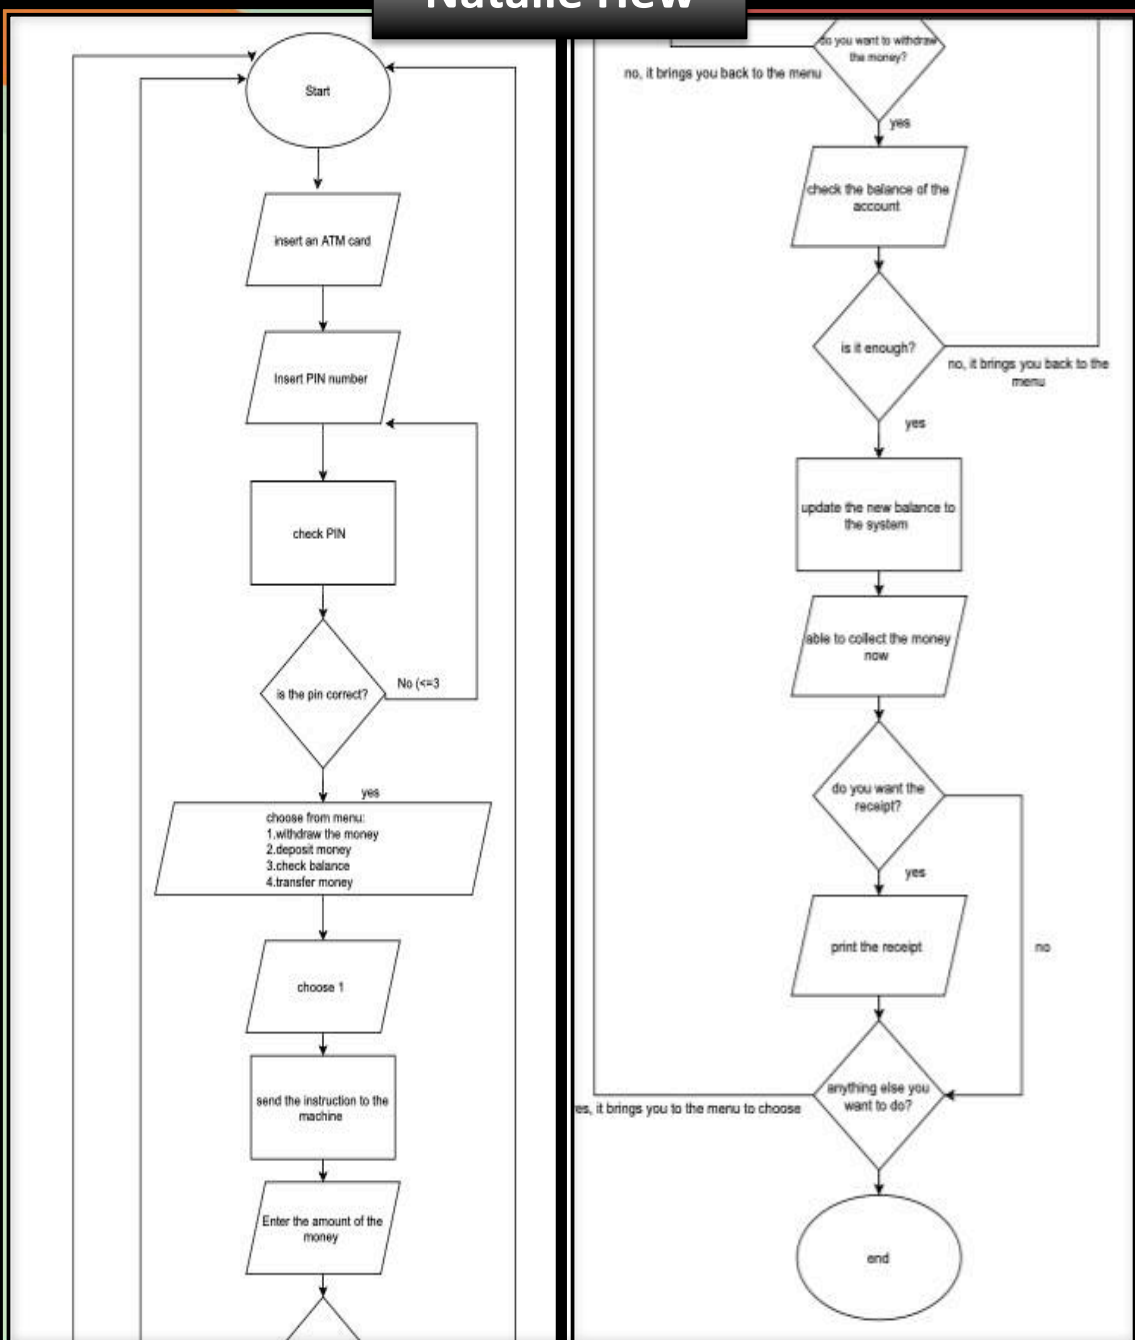 Start
insert an ATM card
Insert PIN number
check PIN
is the pin correct?
No (<=3
yes
choose from menu:
1.withdraw the money
2.deposit money
3.check balance
4.transfer money
choose 1
send the instruction to the
machine
Enter the amount of the
money
do you want to withdraw
the money?
no, it brings you back to the menu
yes
check the balance of the
account
is it enough?
no, it brings you back to the
menu
yes
update the new balance to
the system
able to collect the money
now
do you want the
receipt?
yes
print the receipt
no
anything else you
want to do?
es, it brings you to the menu to choose
end